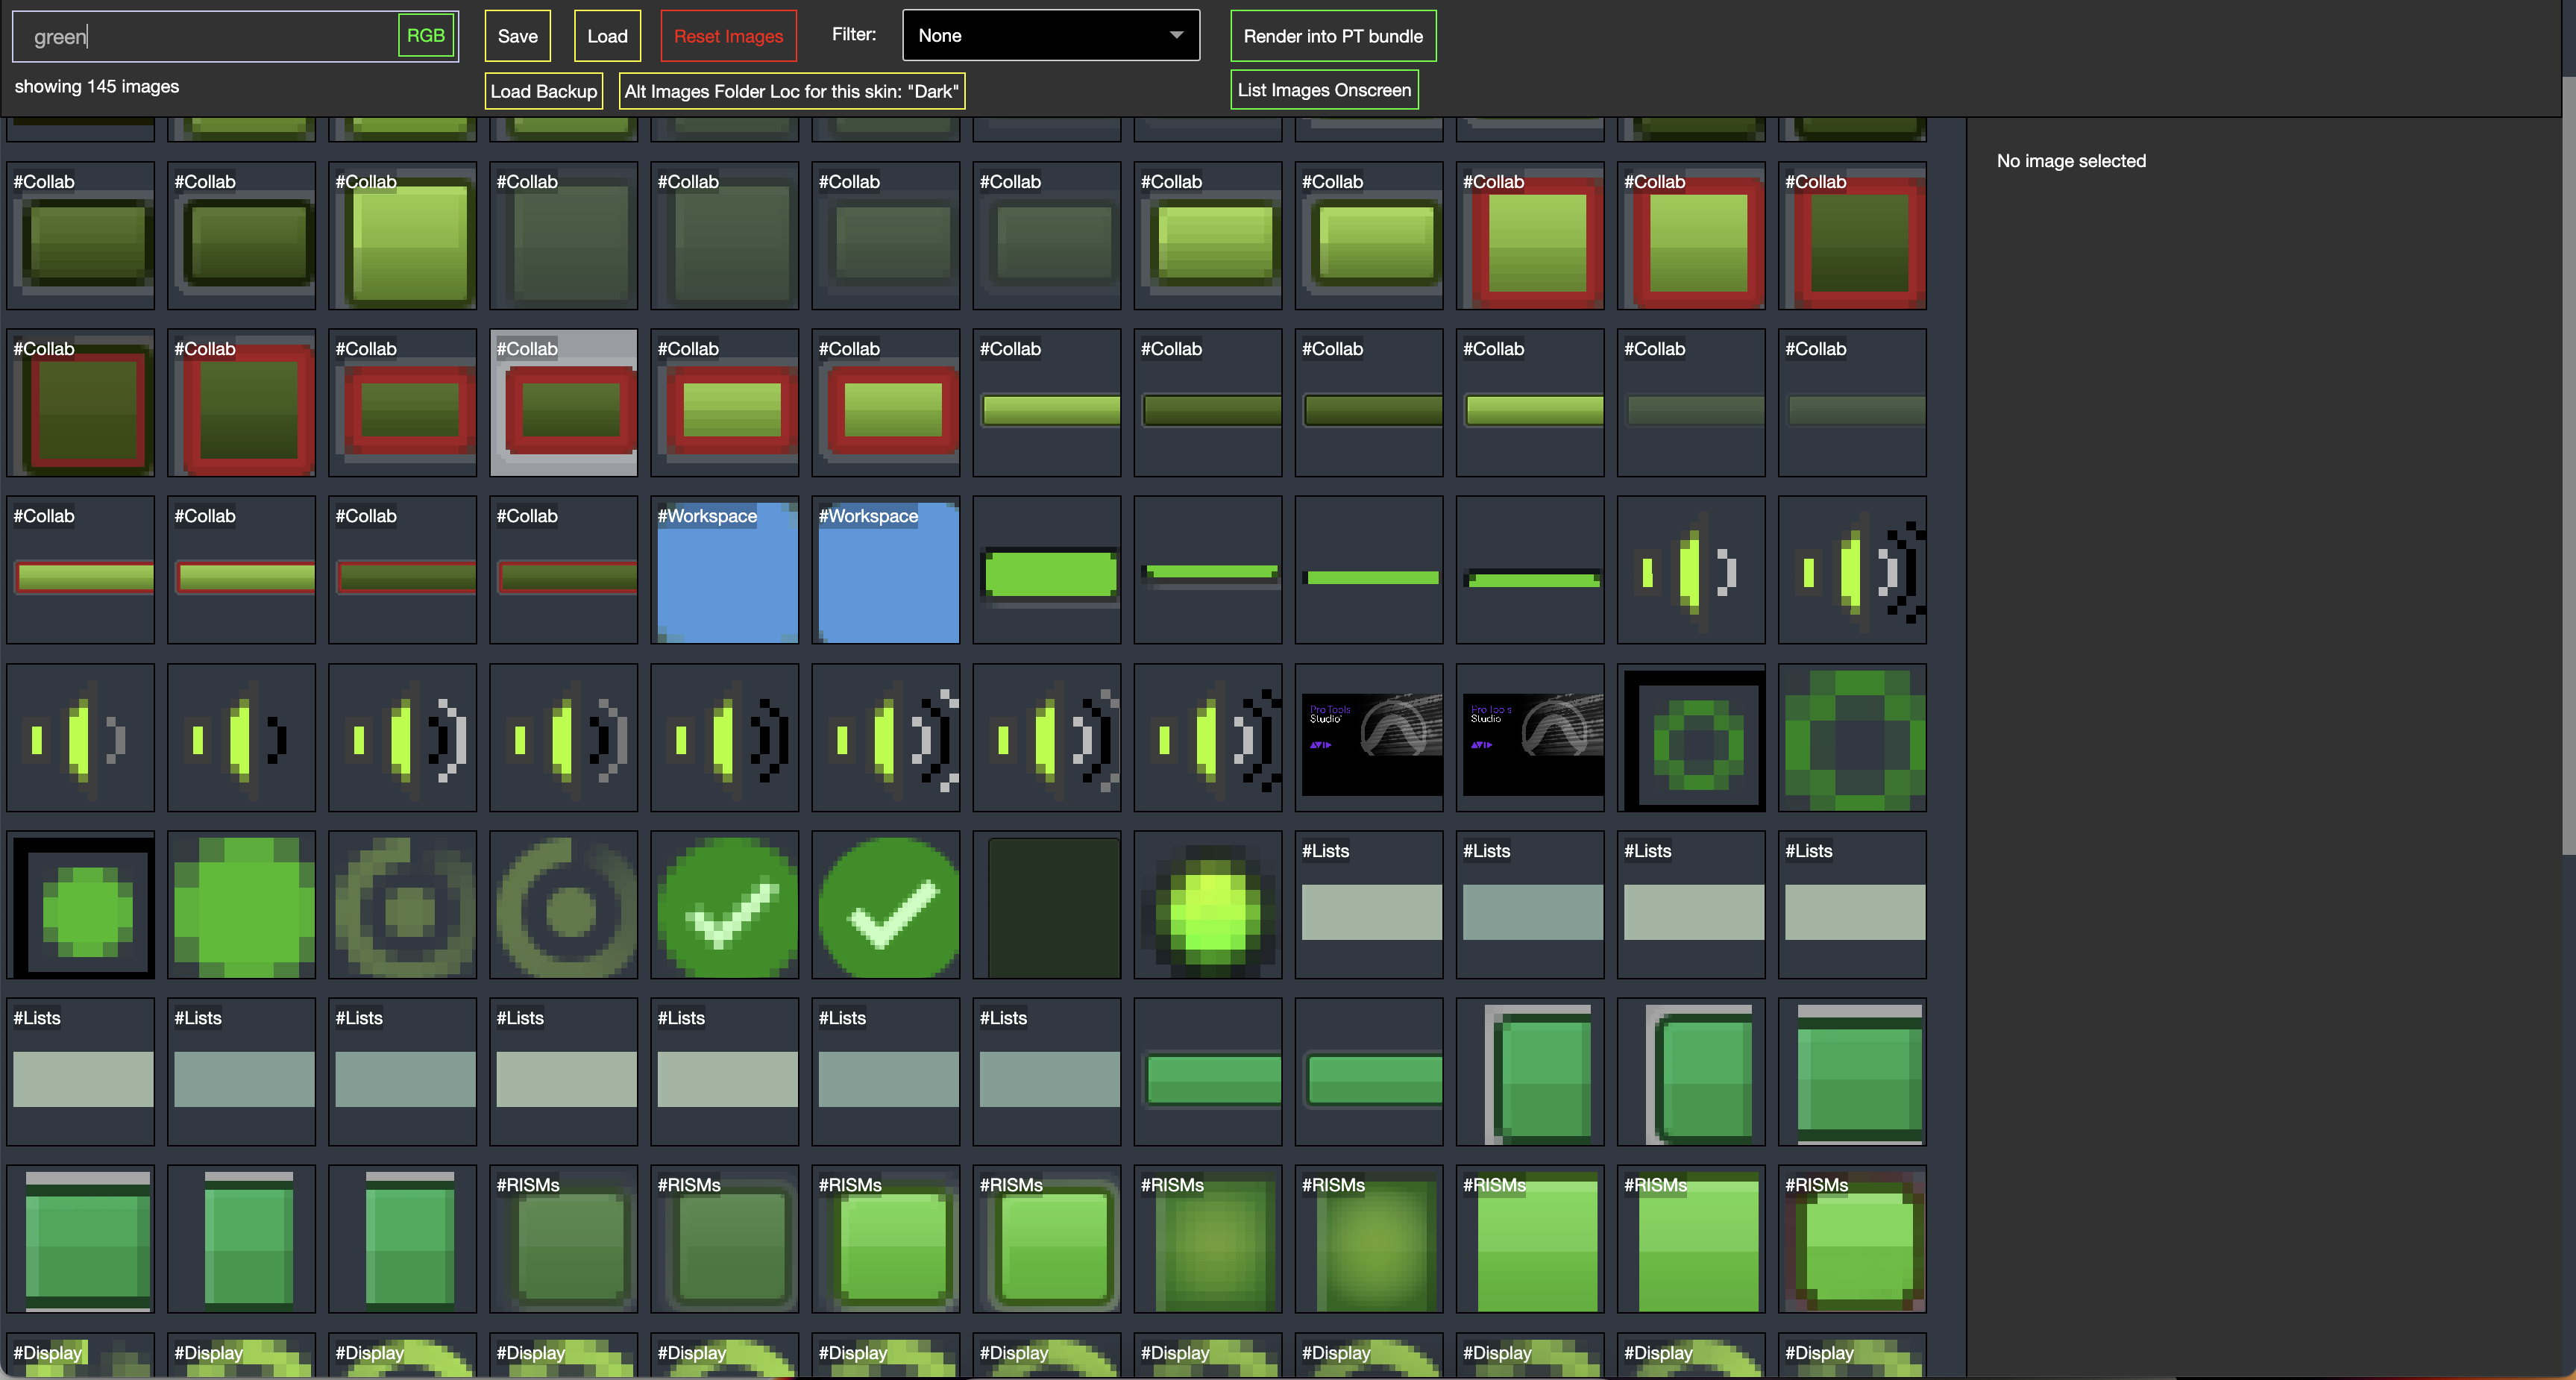 green
RGB
Save
Load
Reset Images
Filter:
None
Render into PT bundle
showing 145 images
Load Backup
Alt Images Folder Loc for this skin: "Dark"
List Images Onscreen
No image selected
#Collab #Collab #Collab #Collab #Collab #Collab #Collab #Collab #Collab #Collab #Collab #Collab
#Collab #Collab #Collab #Collab #Collab #Collab #Collab #Collab #Collab #Collab #Collab #Collab
#Collab #Collab #Collab #Collab #Workspace #Workspace
Pro Tools
Studio
AVID
Pro Tools
Studio
AVID
#Lists #Lists #Lists #Lists
#Lists #Lists #Lists #Lists #Lists #Lists #Lists
#RISMs #RISMs #RISMs #RISMs #RISMs #RISMs #RISMs #RISMs #RISMs
#Display #Display #Display #Display #Display #Display #Display #Display #Display #Display #Display #Display